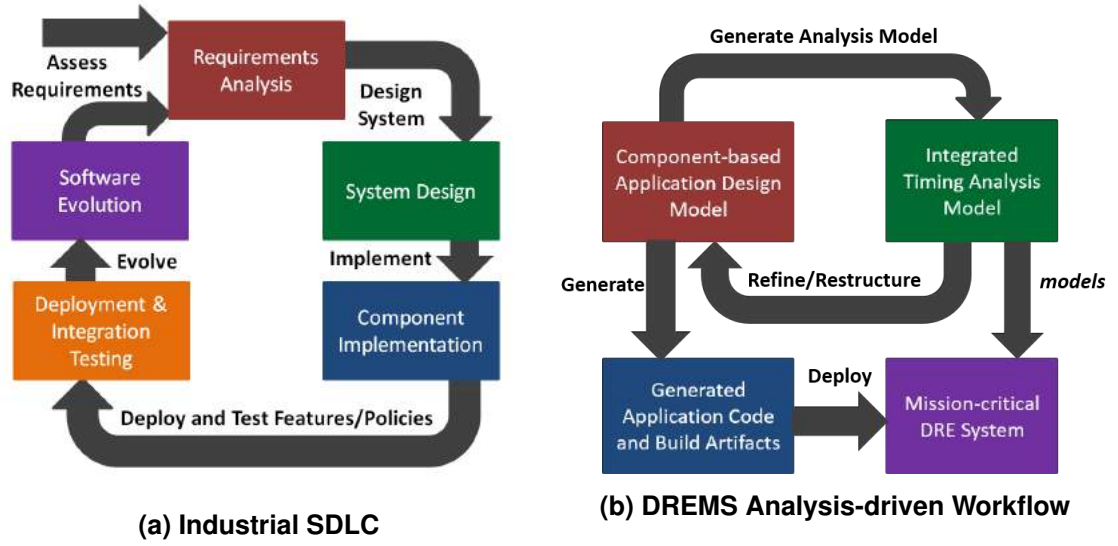 Assess
Requirements
Requirements
Analysis
Design
System
System Design
Implement
Component
Implementation
Deploy and Test Features/Policies
Deployment &
Integration
Testing
Evolve
Software
Evolution
(a) Industrial SDLC
Generate Analysis Model
Component-based
Application Design
Model
Integrated
Timing Analysis
Model
Refine/Restructure
Generate
models
Generated
Application Code
and Build Artifacts
Deploy
Mission-critical
DRE System
(b) DREMS Analysis-driven Workflow